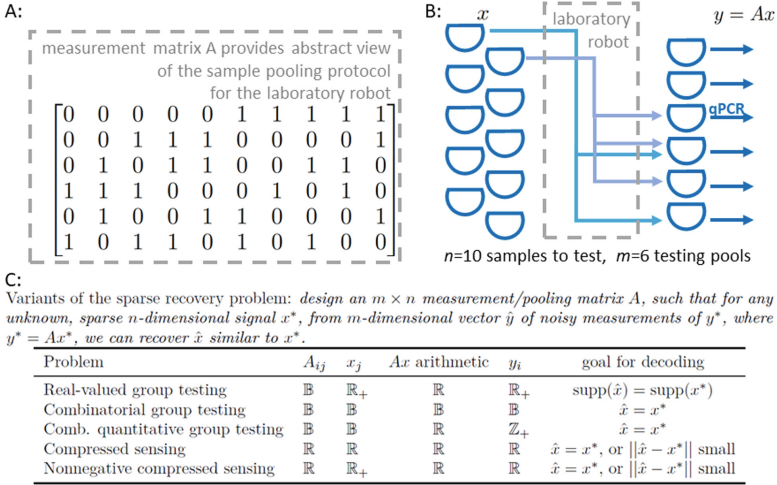 A:
measurement matrix A provides abstract view
of the sample pooling protocol
for the laboratory robot
0 0 0 0 0 1 1 1 1 1
0 0 1 1 1 0 0 0 0 1
0 1 0 1 0 0 0 1 1 0
1 1 1 0 0 0 1 0 1 0
0 1 0 0 1 1 0 0 0 1
1 0 1 1 0 1 0 1 0 0
B:
x
laboratory
robot
y = Ax
qPCR
n=10 samples to test, m=6 testing pools
C:
Variants of the sparse recovery problem: design an m × n measurement/pooling matrix A, such that for any
unknown, sparse n-dimensional signal x*, from m-dimensional vector ŷ of noisy measurements of y*, where
y* = Ax*, we can recover x̂ similar to x*.
Problem A_ij x_j Ax arithmetic y_i goal for decoding
Real-valued group testing 𝔹 ℝ₊ ℝ ℝ₊ supp(x̂) = supp(x*)
Combinatorial group testing 𝔹 𝔹 𝔹 𝔹 x̂ = x*
Comb. quantitative group testing 𝔹 𝔹 ℝ ℤ₊ x̂ = x*
Compressed sensing ℝ ℝ ℝ ℝ x̂ = x*, or ||x̂ − x*|| small
Nonnegative compressed sensing ℝ ℝ₊ ℝ ℝ x̂ = x*, or ||x̂ − x*|| small